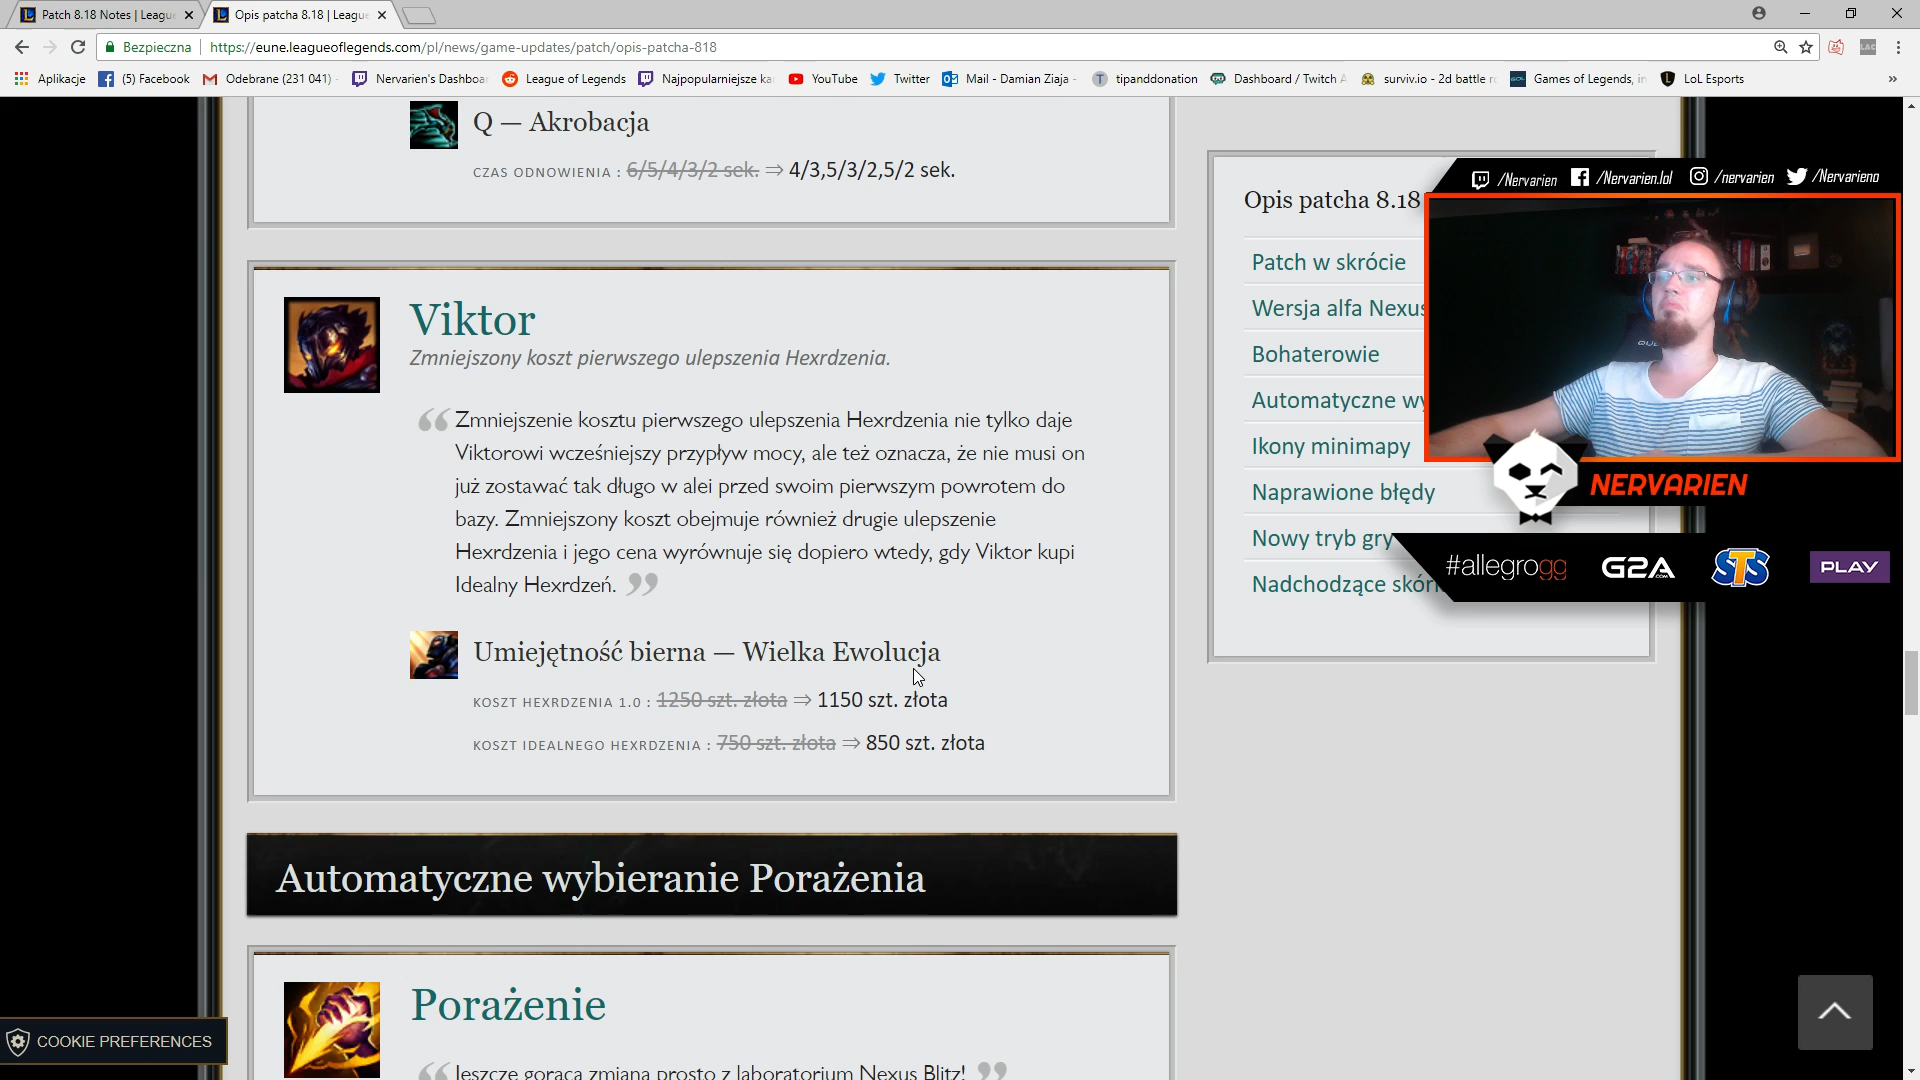 Patch 8.18 Notes | Leagu
Opis patcha 8.18 | League
Bezpieczna
https://eune.leagueoflegends.com/pl/news/game-updates/patch/opis-patcha-818
Aplikacje
(5) Facebook
Odebrane (231 041) -
Nervarien's Dashboa
League of Legends
Najpopularniejsze ka
YouTube
Twitter
Mail - Damian Ziaja -
tipanddonation
Dashboard / Twitch A
surviv.io - 2d battle r
Games of Legends, in
LoL Esports
Q — Akrobacja
CZAS ODNOWIENIA : 6/5/4/3/2 sek. ⇒ 4/3,5/3/2,5/2 sek.
Viktor
Zmniejszony koszt pierwszego ulepszenia Hexrdzenia.
“ Zmniejszenie kosztu pierwszego ulepszenia Hexrdzenia nie tylko daje
Viktorowi wcześniejszy przypływ mocy, ale też oznacza, że nie musi on
już zostawać tak długo w alei przed swoim pierwszym powrotem do
bazy. Zmniejszony koszt obejmuje również drugie ulepszenie
Hexrdzenia i jego cena wyrównuje się dopiero wtedy, gdy Viktor kupi
Idealny Hexrdzeń. ”
Umiejętność bierna — Wielka Ewolucja
KOSZT HEXRDZENIA 1.0 : 1250 szt. złota ⇒ 1150 szt. złota
KOSZT IDEALNEGO HEXRDZENIA : 750 szt. złota ⇒ 850 szt. złota
Automatyczne wybieranie Porażenia
Porażenie
“ Jeszcze gorąca zmiana prosto z laboratorium Nexus Blitz! ”
Opis patcha 8.18
Patch w skrócie
Wersja alfa Nexus
Bohaterowie
Automatyczne wy
Ikony minimapy
Naprawione błędy
Nowy tryb gry
Nadchodzące skór
/Nervarien
/Nervarien.lol
/nervarien
/Nervarieno
NERVARIEN
#allegrogg
G2A
.COM
STS
PLAY
COOKIE PREFERENCES